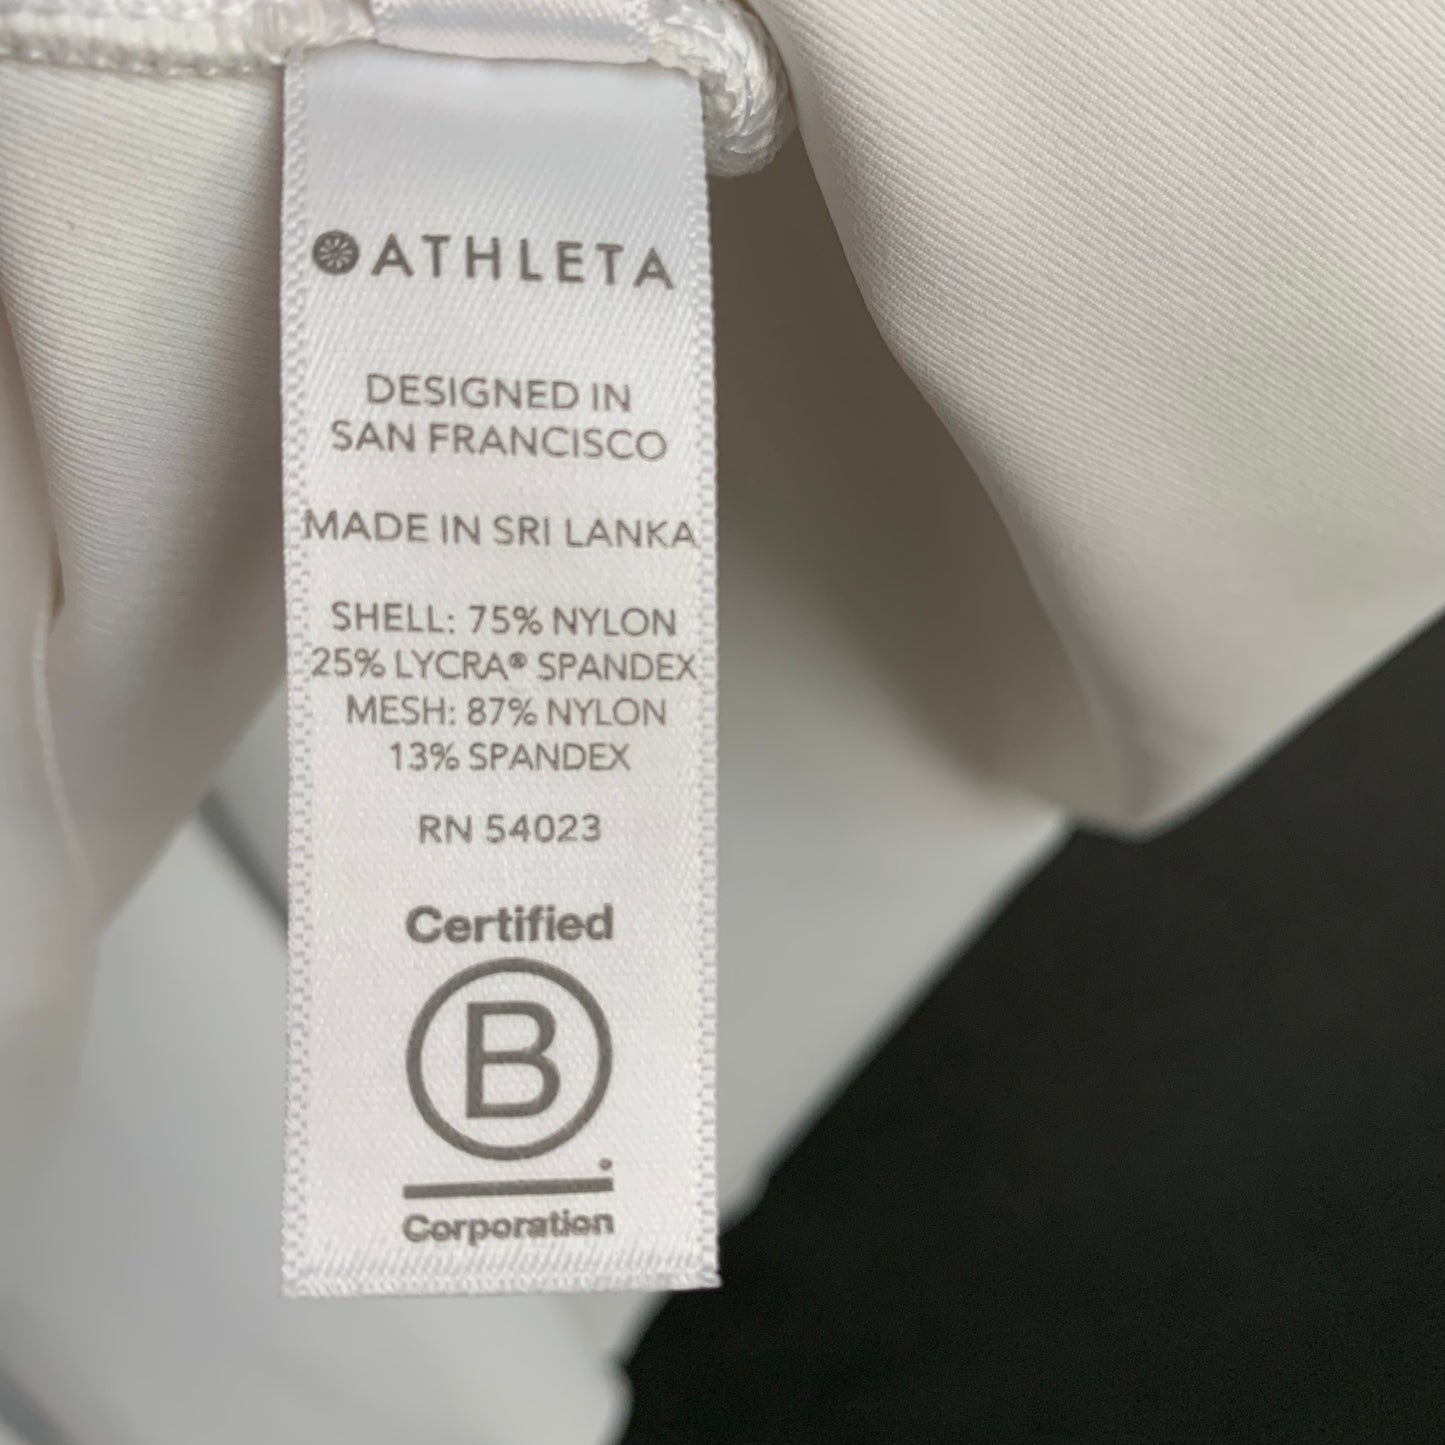 ATHLETA
DESIGNED IN
SAN FRANCISCO
MADE IN SRI LANKA
SHELL: 75% NYLON
25% LYCRA® SPANDEX
MESH: 87% NYLON
13% SPANDEX
RN 54023
Certified
B
Corporation